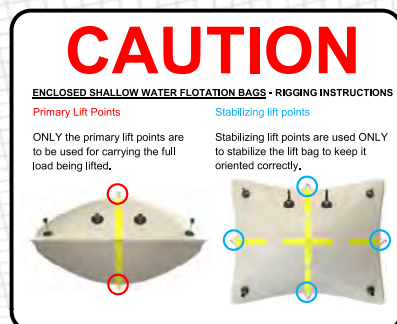 CAUTION
ENCLOSED SHALLOW WATER FLOTATION BAGS - RIGGING INSTRUCTIONS
Primary Lift Points
ONLY the primary lift points are
to be used for carrying the full
load being lifted.
Stabilizing lift points
Stabilizing lift points are used ONLY
to stabilize the lift bag to keep it
oriented correctly.